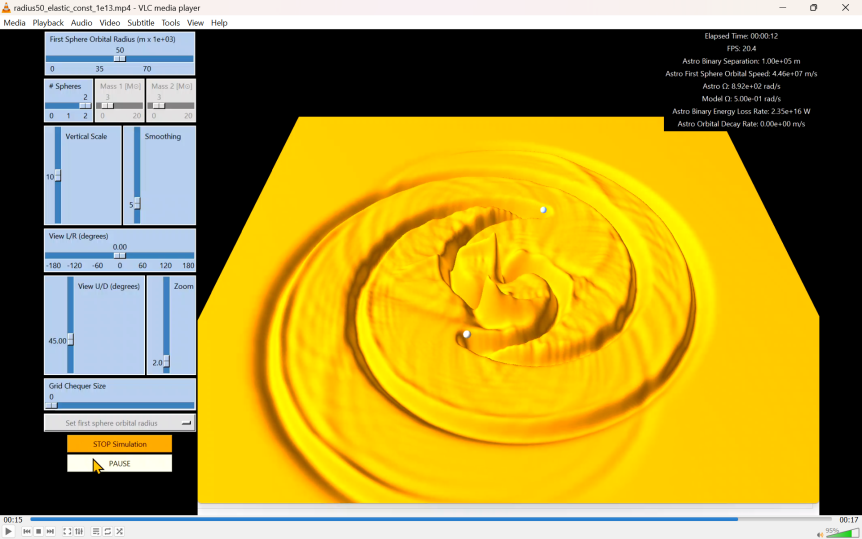 radius50_elastic_const_1e13.mp4 - VLC media player
Media Playback Audio Video Subtitle Tools View Help
First Sphere Orbital Radius (m x 1e+03)
50
0 35 70
# Spheres Mass 1 [M⊙] Mass 2 [M⊙]
2 3 3
0 1 2 0 20 0 20
Vertical Scale Smoothing
10
5
View L/R (degrees)
0.00
-180 -120 -60 0 60 120 180
View U/D (degrees) Zoom
45.00
2.0
Grid Chequer Size
0
Set first sphere orbital radius
STOP Simulation
PAUSE
Elapsed Time: 00:00:12
FPS: 20.4
Astro Binary Separation: 1.00e+05 m
Astro First Sphere Orbital Speed: 4.46e+07 m/s
Astro Ω: 8.92e+02 rad/s
Model Ω: 5.00e-01 rad/s
Astro Binary Energy Loss Rate: 2.35e+16 W
Astro Orbital Decay Rate: 0.00e+00 m/s
00:15 00:17
95%